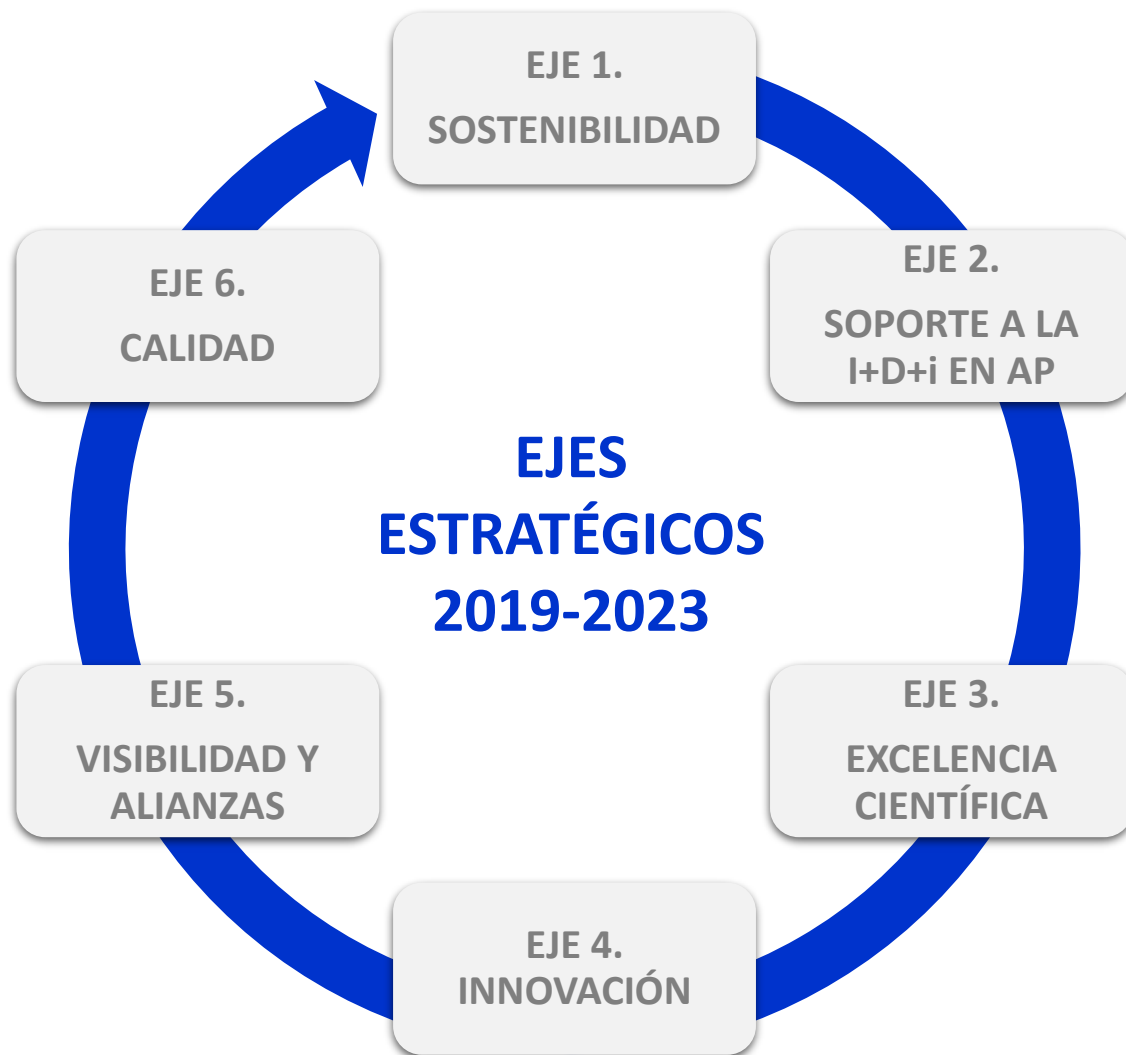 EJE 1.
SOSTENIBILIDAD
EJE 2.
SOPORTE A LA
I+D+i EN AP
EJE 3.
EXCELENCIA
CIENTÍFICA
EJE 4.
INNOVACIÓN
EJE 5.
VISIBILIDAD Y
ALIANZAS
EJE 6.
CALIDAD
EJES
ESTRATÉGICOS
2019-2023